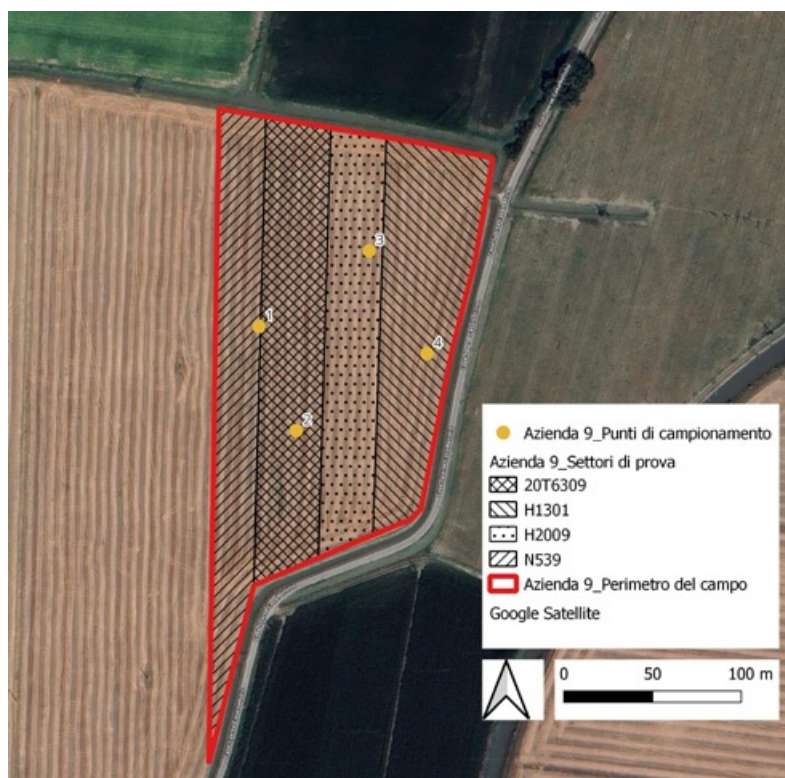 3
1
4
2
Azienda 9_Punti di campionamento
Azienda 9_Settori di prova
20T6309
H1301
H2009
N539
Azienda 9_Perimetro del campo
Google Satellite
0 50 100 m